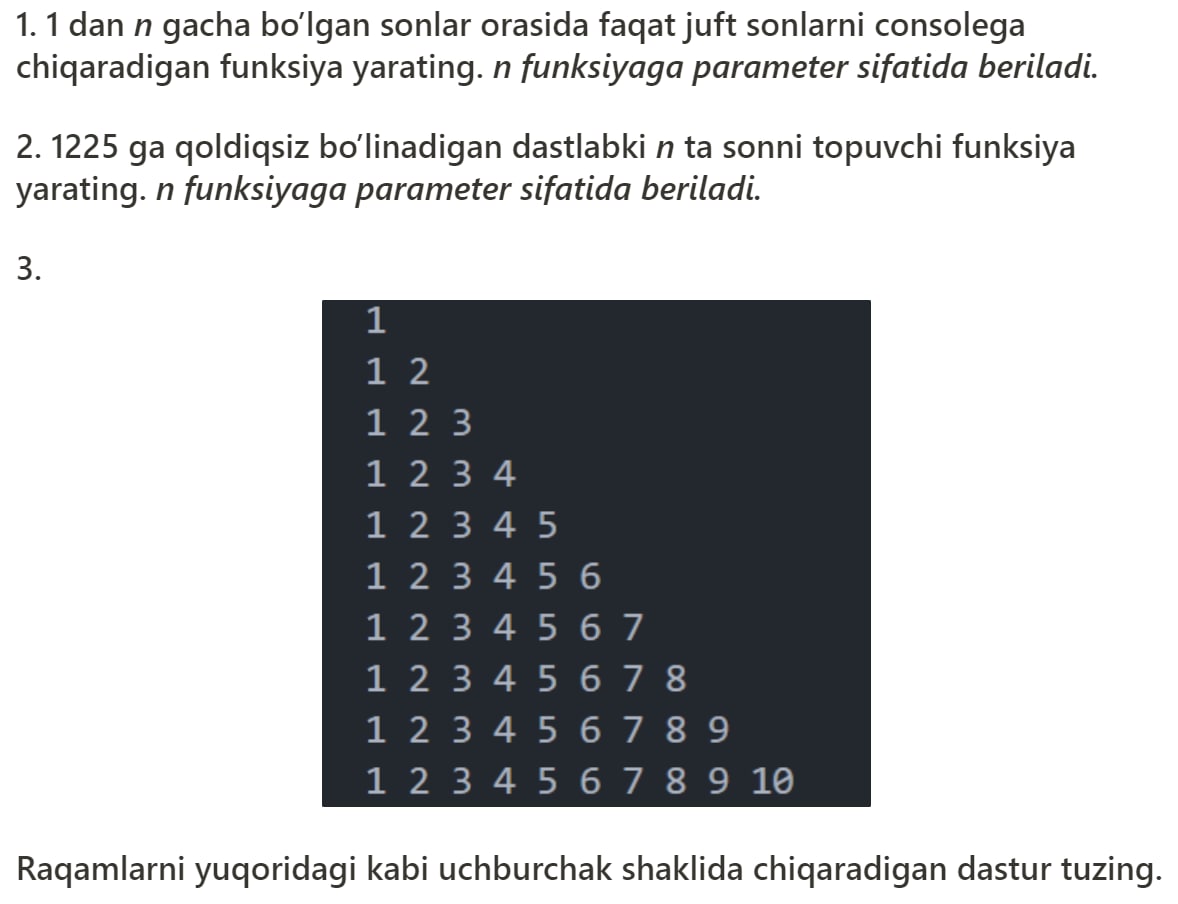 1. 1 dan n gacha bo’lgan sonlar orasida faqat juft sonlarni consolega
chiqaradigan funksiya yarating. n funksiyaga parameter sifatida beriladi.
2. 1225 ga qoldiqsiz bo’linadigan dastlabki n ta sonni topuvchi funksiya
yarating. n funksiyaga parameter sifatida beriladi.
3.
1
1 2
1 2 3
1 2 3 4
1 2 3 4 5
1 2 3 4 5 6
1 2 3 4 5 6 7
1 2 3 4 5 6 7 8
1 2 3 4 5 6 7 8 9
1 2 3 4 5 6 7 8 9 10
Raqamlarni yuqoridagi kabi uchburchak shaklida chiqaradigan dastur tuzing.